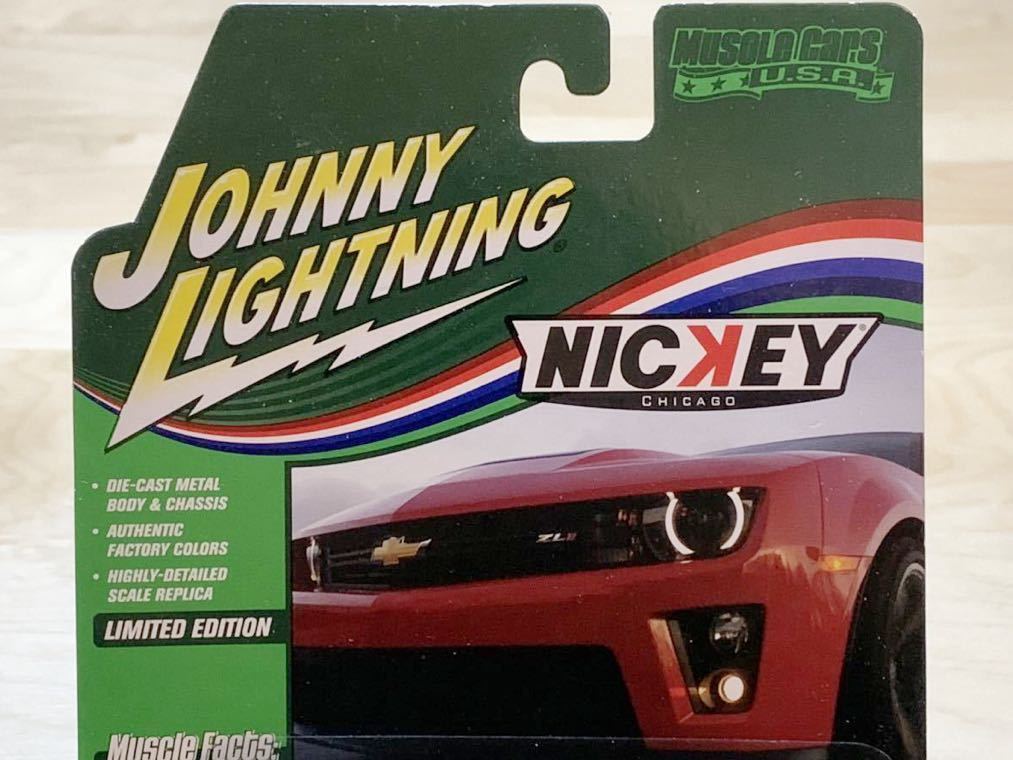 MUSCLE CARS
U.S.A.
JOHNNY
LIGHTNING®
NICKEY®
CHICAGO
• DIE-CAST METAL
BODY & CHASSIS
• AUTHENTIC
FACTORY COLORS
• HIGHLY-DETAILED
SCALE REPLICA
LIMITED EDITION
ZL1
MUSCLE FACTS: